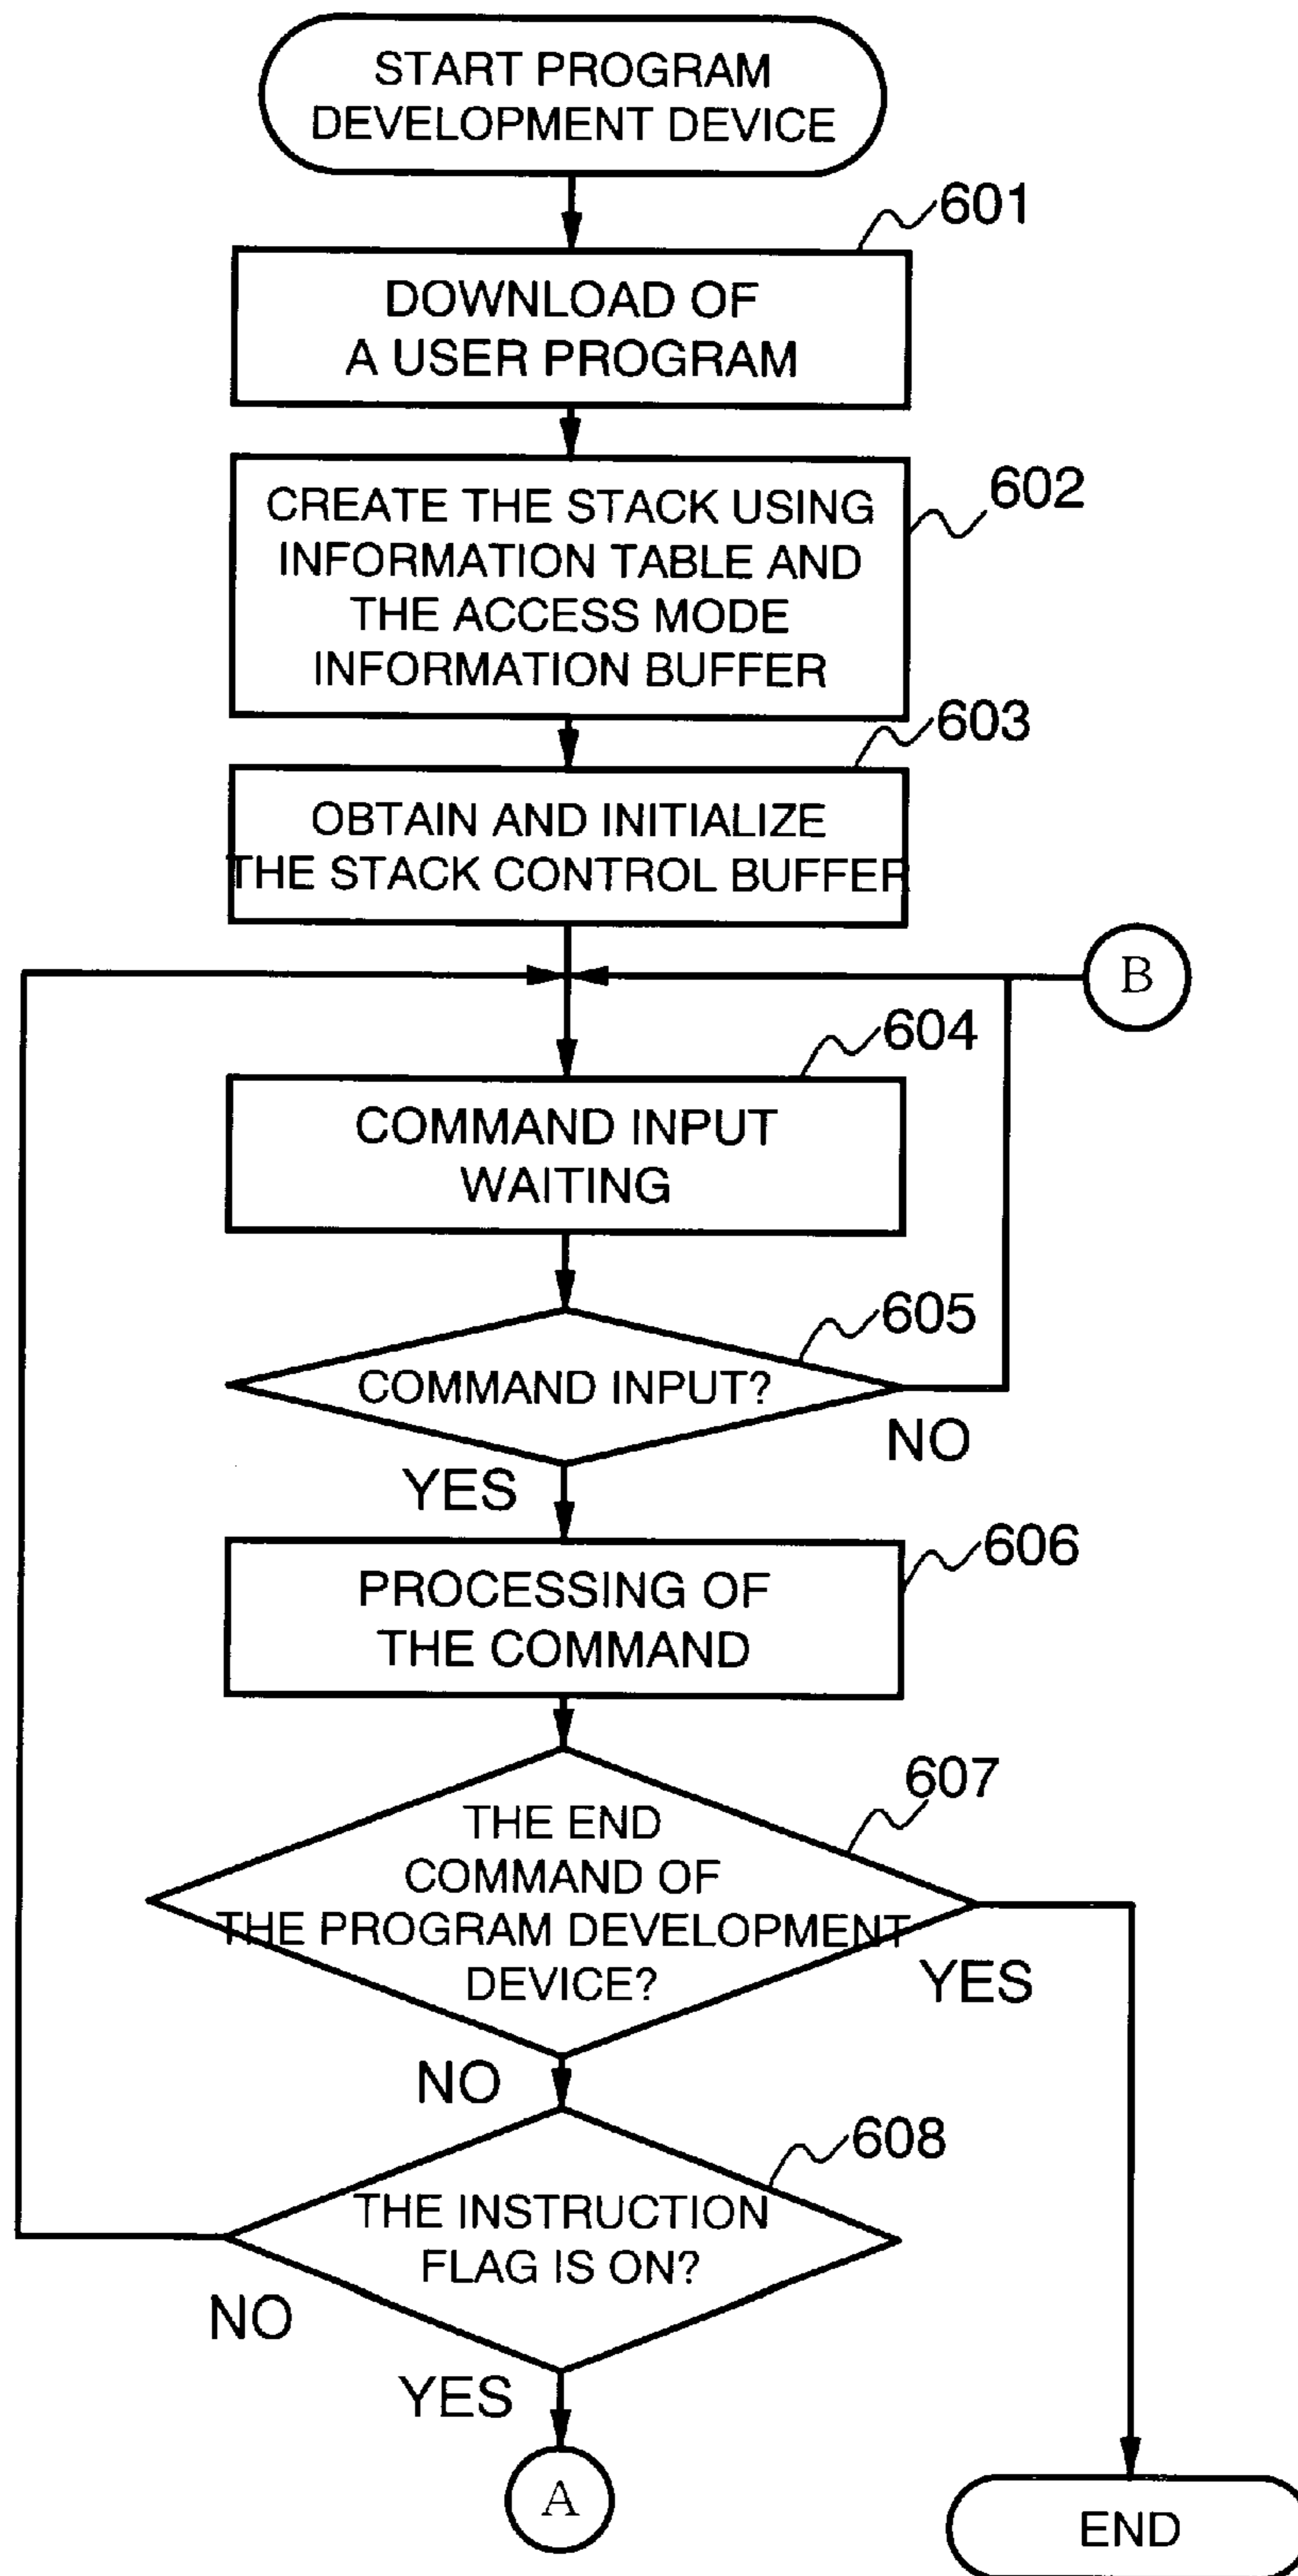 START PROGRAM
DEVELOPMENT DEVICE
601
DOWNLOAD OF
A USER PROGRAM
602
CREATE THE STACK USING
INFORMATION TABLE AND
THE ACCESS MODE
INFORMATION BUFFER
603
OBTAIN AND INITIALIZE
THE STACK CONTROL BUFFER
B
604
COMMAND INPUT
WAITING
605
COMMAND INPUT?
NO
YES
606
PROCESSING OF
THE COMMAND
607
THE END
COMMAND OF
THE PROGRAM DEVELOPMENT
DEVICE?
YES
NO
608
THE INSTRUCTION
FLAG IS ON?
NO
YES
A
END